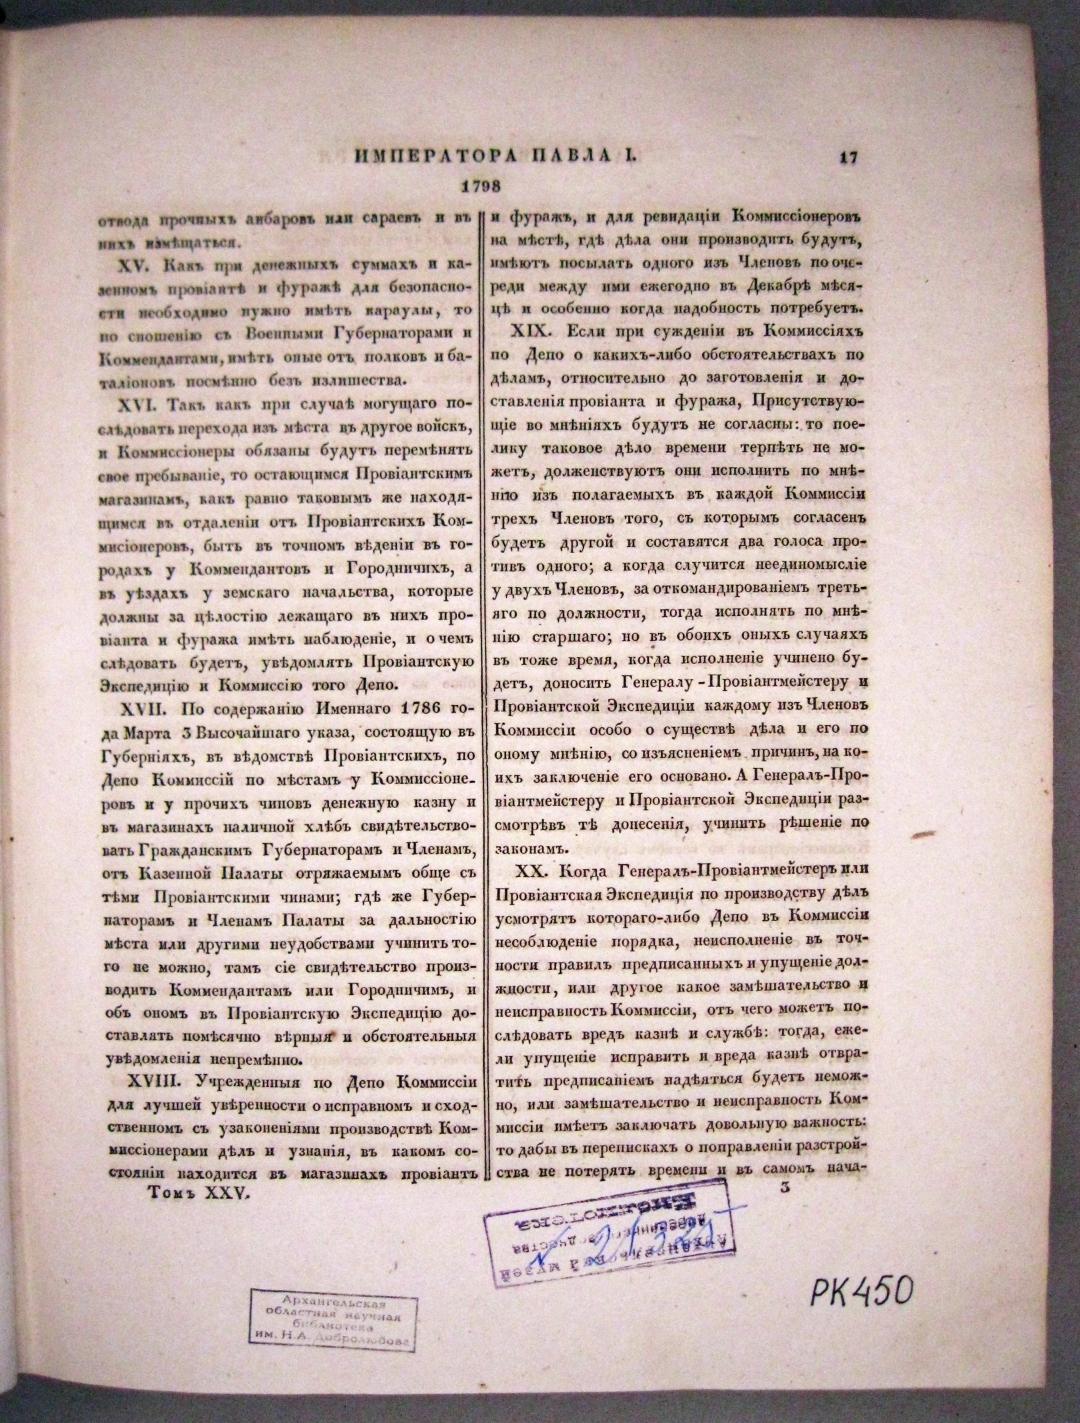 ИМПЕРАТОРА ПАВЛА I.
17
1798
отвода прочныхъ анбаровъ или сараевъ и въ
нихъ вмѣщаться.
XV. Какъ при денежныхъ суммахъ и ка-
зенномъ провіантѣ и фуражѣ для безопасно-
сти необходимо нужно имѣть караулы, то
по сношенію съ Военными Губернаторами и
Коммендантами, имѣть оные отъ полковъ и ба-
таліоновъ посмѣнно безъ излишества.
XVI. Такъ какъ при случаѣ могущаго по-
слѣдовать перехода изъ мѣста въ другое войскъ,
и Коммиссіонеры обязаны будутъ перемѣнять
свое пребываніе, то остающимся Провіантскимъ
магазинамъ, какъ равно таковымъ же находя-
щимся въ отдаленіи отъ Провіантскихъ Ком-
мисіонеровъ, быть въ точномъ вѣденіи въ го-
родахъ у Коммендантовъ и Городничихъ, а
въ уѣздахъ у земскаго начальства, которые
должны за цѣлостію лежащаго въ нихъ про-
віанта и фуража имѣть наблюденіе, и о чемъ
слѣдовать будетъ, увѣдомлять Провіантскую
Экспедицію и Коммиссію того Депо.
XVII. По содержанію Именнаго 1786 го-
да Марта 3 Высочайшаго указа, состоящую въ
Губерніяхъ, въ вѣдомствѣ Провіантскихъ, по
Депо Коммиссій по мѣстамъ у Коммиссіоне-
ровъ и у прочихъ чиновъ денежную казну и
въ магазинахъ наличной хлѣбъ свидѣтельство-
вать Гражданскимъ Губернаторамъ и Членамъ,
отъ Казенной Палаты отряжаемымъ обще съ
тѣми Провіантскими чинами; гдѣ же Губер-
наторамъ и Членамъ Палаты за дальностію
мѣста или другими неудобствами учинить то-
го не можно, тамъ сіе свидѣтельство произ-
водить Коммендантамъ или Городничимъ, и
объ ономъ въ Провіантскую Экспедицію до-
ставлять помѣсячно вѣрныя и обстоятельныя
увѣдомленія непремѣнно.
XVIII. Учрежденныя по Депо Коммиссіи
для лучшей увѣренности о исправномъ и сход-
ственномъ съ узаконеніями производствѣ Ком-
миссіонерами дѣлъ и узнанія, въ какомъ со-
стояніи находится въ магазинахъ провіантъ
Томъ XXV.
и фуражъ, и для ревидаціи Коммиссіонеровъ
на мѣстѣ, гдѣ дѣла они производить будутъ,
имѣютъ посылать одного изъ Членовъ по оче-
реди между ими ежегодно въ Декабрѣ мѣся-
цѣ и особенно когда надобность потребуетъ.
XIX. Если при сужденіи въ Коммиссіяхъ
по Депо о какихъ-либо обстоятельствахъ по
дѣламъ, относительно до заготовленія и до-
ставленія провіанта и фуража, Присутствую-
щіе во мнѣніяхъ будутъ не согласны: то пое-
лику таковое дѣло времени терпѣть не мо-
жетъ, долженствуютъ они исполнить по мнѣ-
нію изъ полагаемыхъ въ каждой Коммиссіи
трехъ Членовъ того, съ которымъ согласенъ
будетъ другой и составятся два голоса про-
тивъ одного; а когда случится неединомысліе
у двухъ Членовъ, за откомандированіемъ треть-
яго по должности, тогда исполнять по мнѣ-
нію старшаго; но въ обоихъ оныхъ случаяхъ
въ тоже время, когда исполненіе учинено бу-
детъ, доносить Генералу-Провіантмейстеру и
Провіантской Экспедиціи каждому изъ Членовъ
Коммиссіи особо о существѣ дѣла и его по
оному мнѣнію, со изъясненіемъ причинъ, на ко-
ихъ заключеніе его основано. А Генералъ-Про-
віантмейстеру и Провіантской Экспедиціи раз-
смотрѣвъ тѣ донесенія, учинить рѣшеніе по
законамъ.
XX. Когда Генералъ-Провіантмейстеръ или
Провіантская Экспедиція по производству дѣлъ
усмотрятъ котораго-либо Депо въ Коммиссіи
несоблюденіе порядка, неисполненіе въ точ-
ности правилъ предписанныхъ и упущеніе дол-
жности, или другое какое замѣшательство и
неисправность Коммиссіи, отъ чего можетъ по-
слѣдовать вредъ казнѣ и службѣ: тогда, еже-
ли упущеніе исправить и вреда казнѣ отвра-
тить предписаніемъ надѣяться будетъ немож-
но, или замѣшательство и неисправность Ком-
миссіи имѣетъ заключать довольную важность:
то дабы въ перепискахъ о поправленіи разстрой-
ства не потерять времени и въ самомъ нача-
3
БИБЛИОТЕКА
Архангельская
областная научная
библиотека
им. Н.А. Добролюбова
РК450